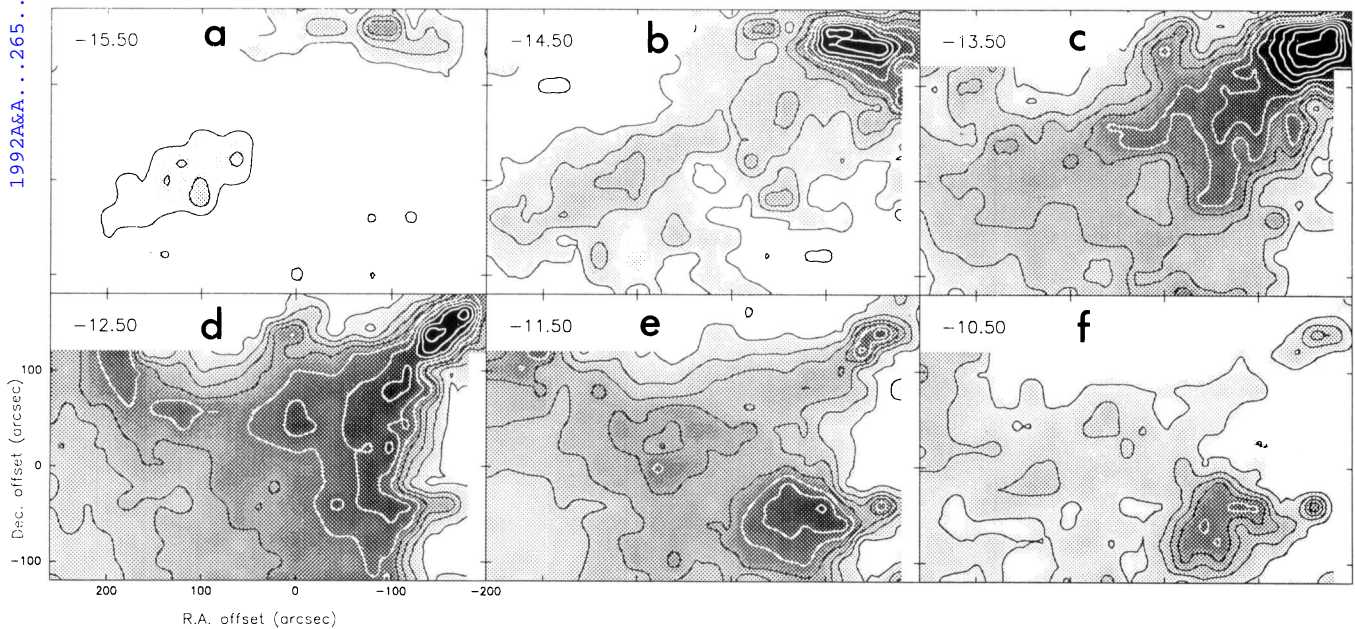 1992A&A...265..
-15.50 a
-14.50 b
-13.50 c
-12.50 d
-11.50 e
-10.50 f
100
0
-100
Dec. offset (arcsec)
200 100 0 -100 -200
R.A. offset (arcsec)